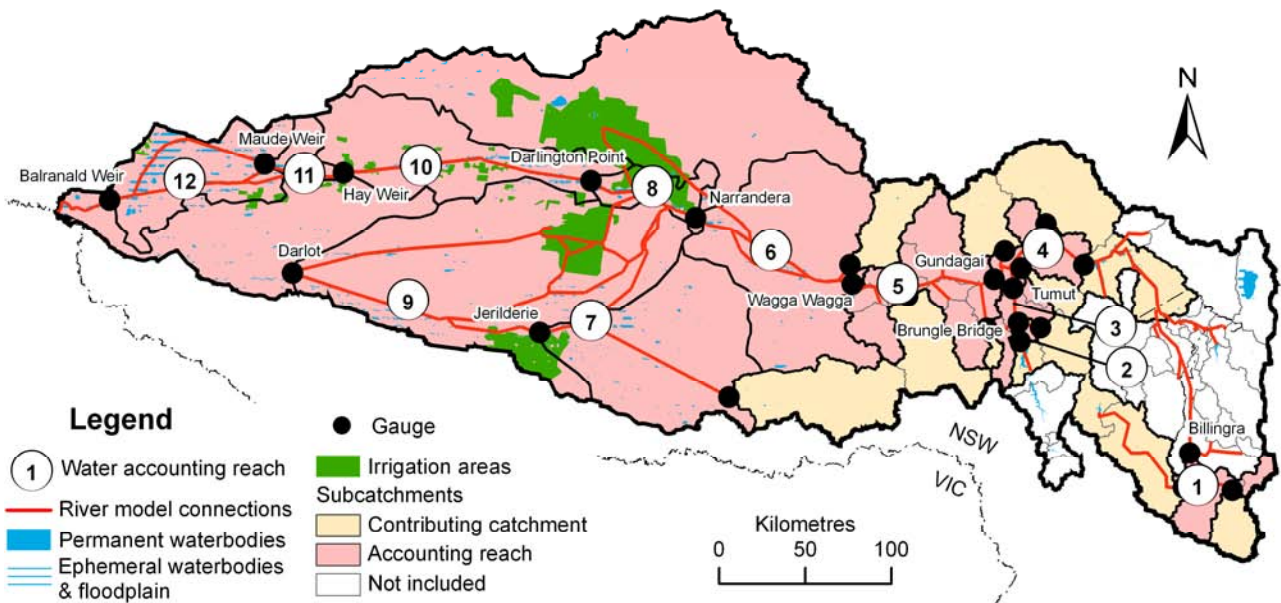 N
Maude Weir
10
Darlington Point
Balranald Weir
12
11
Hay Weir
8
Narrandera
6
4
Gundagai
5
Wagga Wagga
Tumut
Darlot
9
Jerilderie
7
Brungle Bridge
3
2
Billingra
1
NSW
VIC
Legend
1 Water accounting reach
River model connections
Permanent waterbodies
Ephemeral waterbodies
& floodplain
Gauge
Irrigation areas
Subcatchments
Contributing catchment
Accounting reach
Not included
Kilometres
0 50 100